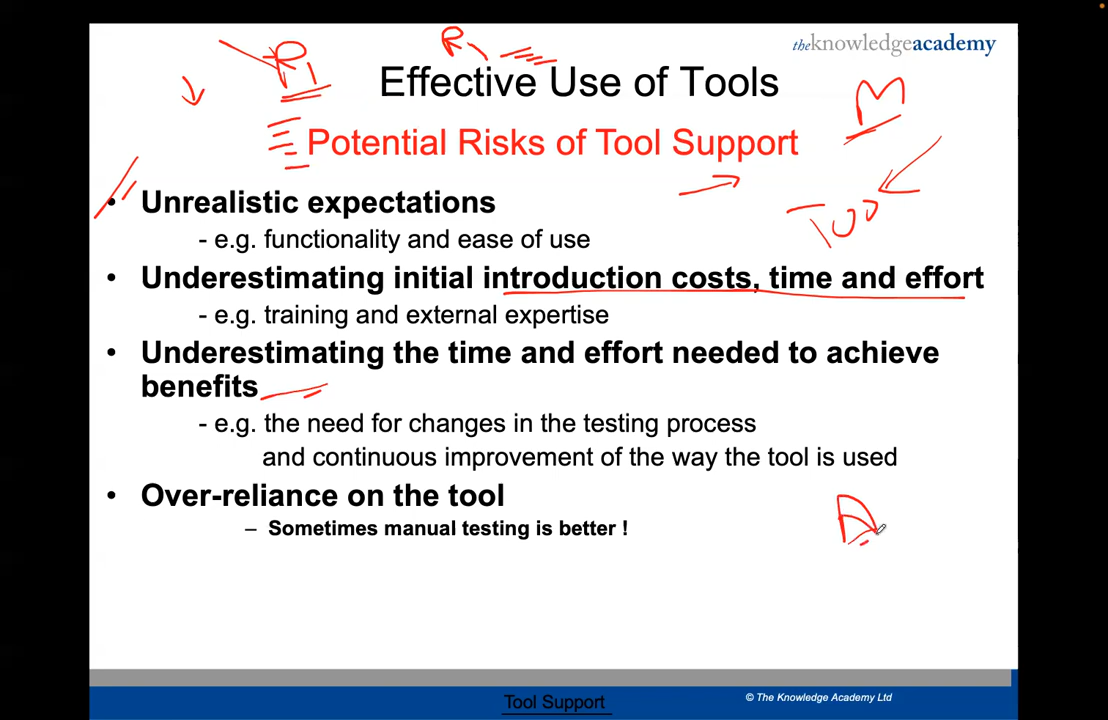 theknowledgeacademy
R1
R1
Effective Use of Tools
M
Potential Risks of Tool Support
• Unrealistic expectations
Too
- e.g. functionality and ease of use
• Underestimating initial introduction costs, time and effort
- e.g. training and external expertise
• Underestimating the time and effort needed to achieve
benefits
- e.g. the need for changes in the testing process
and continuous improvement of the way the tool is used
• Over-reliance on the tool
– Sometimes manual testing is better !
Tool Support
© The Knowledge Academy Ltd